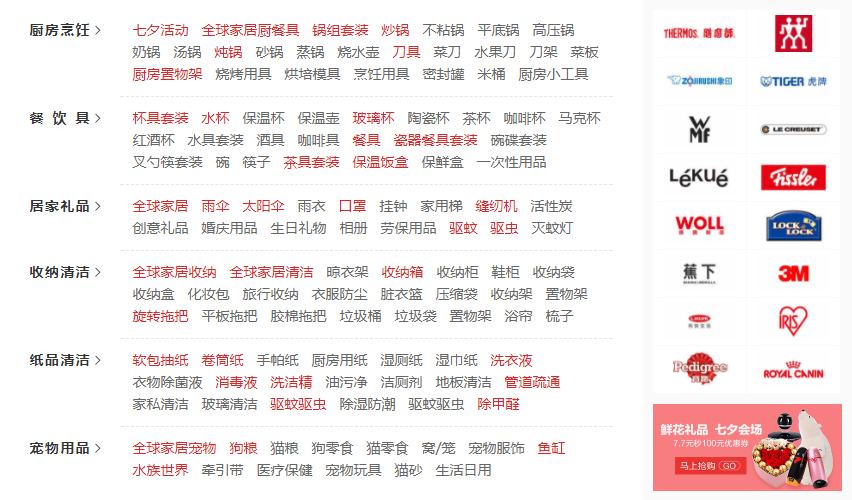 厨房烹饪 > 七夕活动 全球家居厨餐具 锅组套装 炒锅 不粘锅 平底锅 高压锅
奶锅 汤锅 炖锅 砂锅 蒸锅 烧水壶 刀具 菜刀 水果刀 刀架 菜板
厨房置物架 烧烤用具 烘培模具 烹饪用具 密封罐 米桶 厨房小工具
餐饮具 > 杯具套装 水杯 保温杯 保温壶 玻璃杯 陶瓷杯 茶杯 咖啡杯 马克杯
红酒杯 水具套装 酒具 咖啡具 餐具 瓷器餐具套装 碗碟套装
叉勺筷套装 碗 筷子 茶具套装 保温饭盒 保鲜盒 一次性用品
居家礼品 > 全球家居 雨伞 太阳伞 雨衣 口罩 挂钟 家用梯 缝纫机 活性炭
创意礼品 婚庆用品 生日礼物 相册 劳保用品 驱蚊 驱虫 灭蚊灯
收纳清洁 > 全球家居收纳 全球家居清洁 晾衣架 收纳箱 收纳柜 鞋柜 收纳袋
收纳盒 化妆包 旅行收纳 衣服防尘 脏衣篮 压缩袋 收纳架 置物架
旋转拖把 平板拖把 胶棉拖把 垃圾桶 垃圾袋 置物架 浴帘 梳子
纸品清洁 > 软包抽纸 卷筒纸 手帕纸 厨房用纸 湿厕纸 湿巾纸 洗衣液
衣物除菌液 消毒液 洗洁精 油污净 洁厕剂 地板清洁 管道疏通
家私清洁 玻璃清洁 驱蚊驱虫 除湿防潮 驱蚊驱虫 除甲醛
宠物用品 > 全球家居宠物 狗粮 猫粮 狗零食 猫零食 窝/笼 宠物服饰 鱼缸
水族世界 牵引带 医疗保健 宠物玩具 猫砂 生活日用
THERMOS. 膳魔師.
ZOJIRUSHI象印 TIGER 虎牌
WMF LE CREUSET
Lékué Fissler
WOLL LOCK&LOCK
蕉下 3M
IRIS
Pedigree ROYAL CANIN
鲜花礼品 七夕会场
7.7元秒100元优惠券
马上抢购 GO